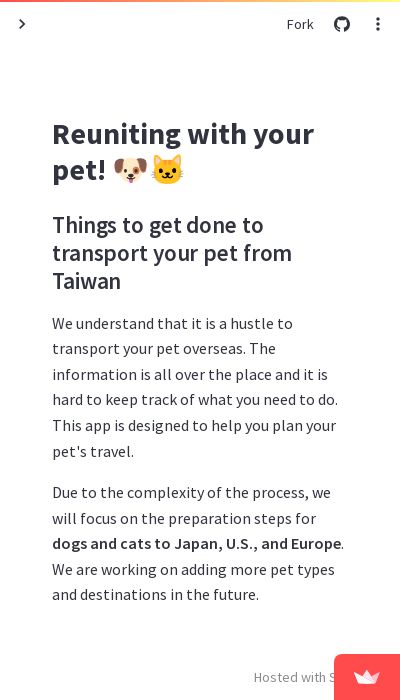 Fork
Reuniting with your
pet! 🐶🐱
Things to get done to
transport your pet from
Taiwan
We understand that it is a hustle to
transport your pet overseas. The
information is all over the place and it is
hard to keep track of what you need to do.
This app is designed to help you plan your
pet's travel.
Due to the complexity of the process, we
will focus on the preparation steps for
dogs and cats to Japan, U.S., and Europe.
We are working on adding more pet types
and destinations in the future.
Hosted with